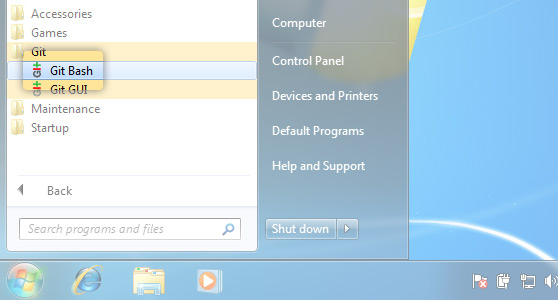 Accessories
Games
Git
Git Bash
Git GUI
Maintenance
Startup
Back
Search programs and files
Computer
Control Panel
Devices and Printers
Default Programs
Help and Support
Shut down